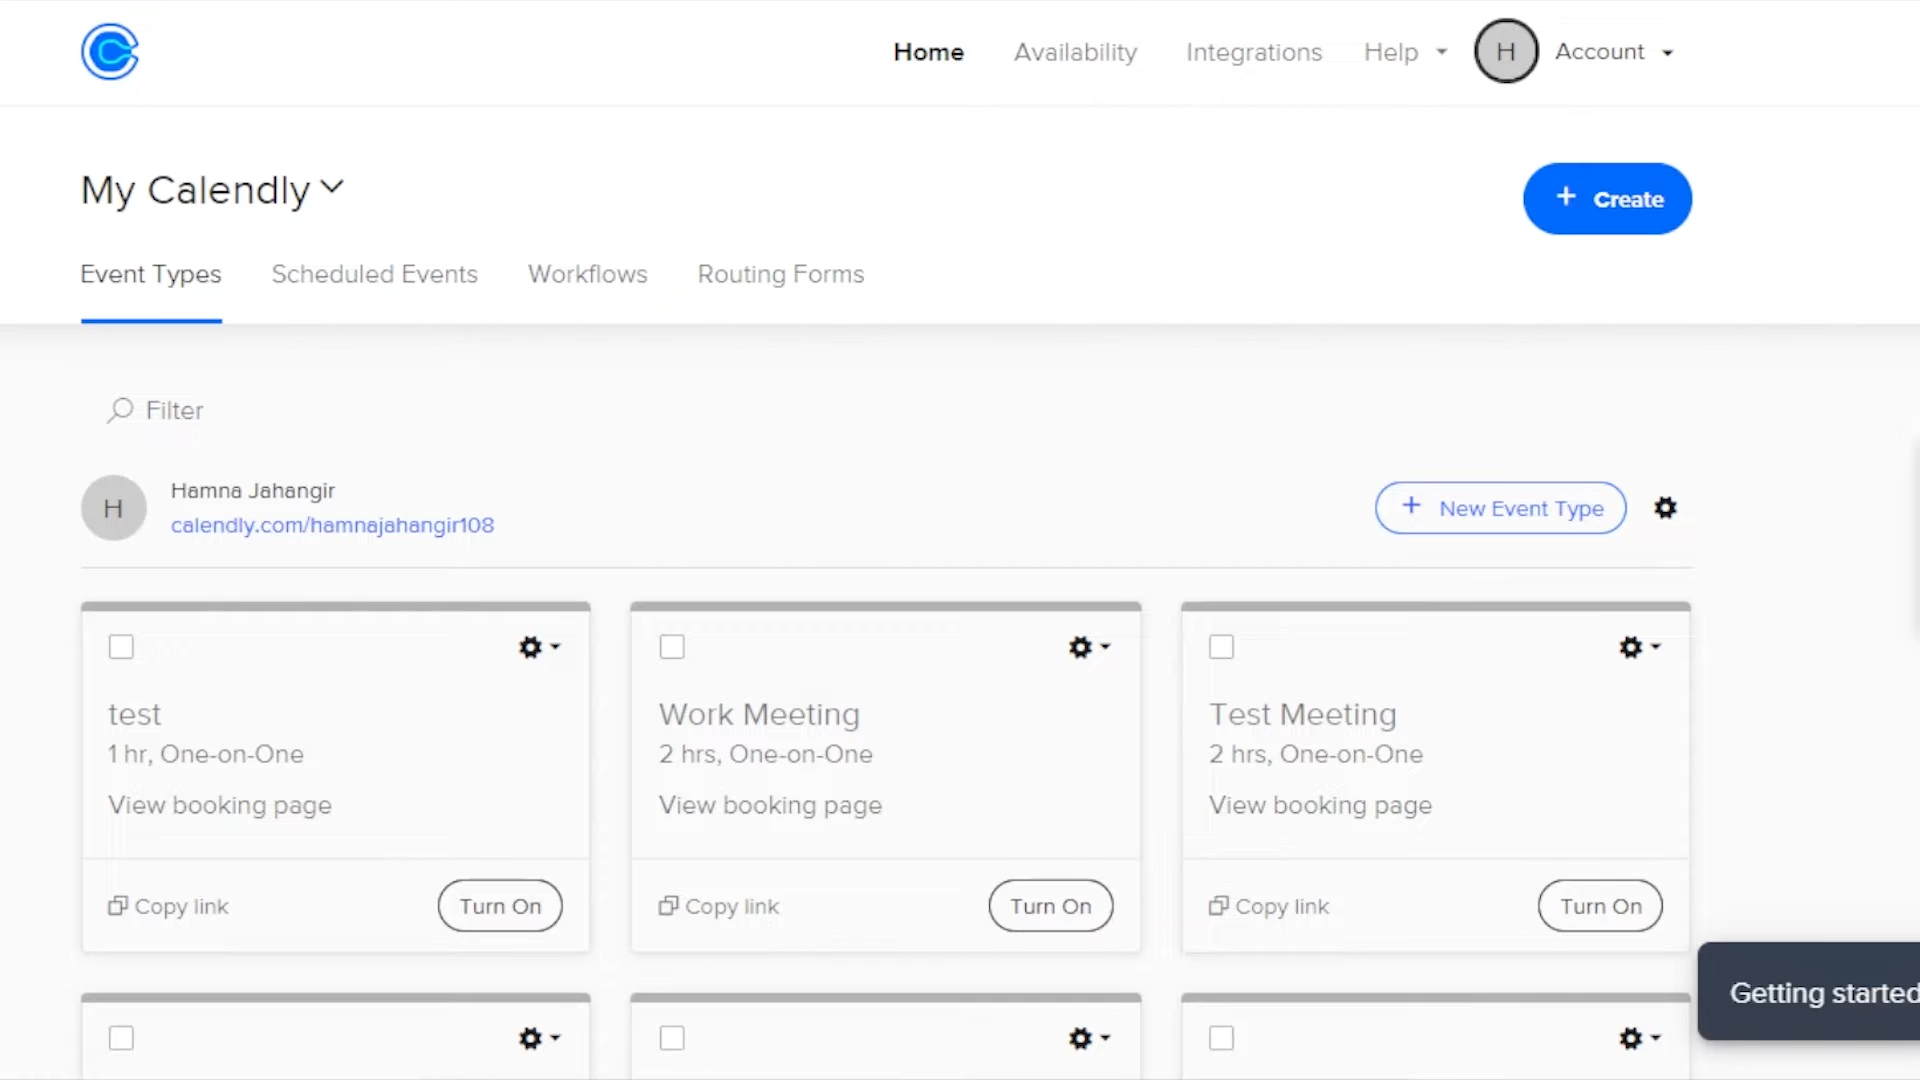 Home Availability Integrations Help H Account
My Calendly
+ Create
Event Types Scheduled Events Workflows Routing Forms
Filter
H
Hamna Jahangir
calendly.com/hamnajahangir108
+ New Event Type
test
1 hr, One-on-One
View booking page
Copy link
Turn On
Work Meeting
2 hrs, One-on-One
View booking page
Copy link
Turn On
Test Meeting
2 hrs, One-on-One
View booking page
Copy link
Turn On
Getting started